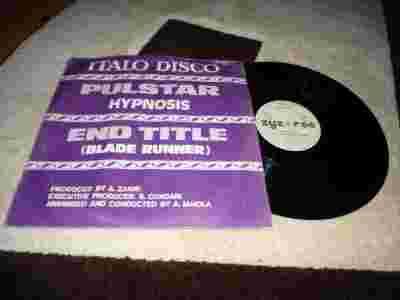 ITALO DISCO
PULSTAR
HYPNOSIS
END TITLE
(BLADE RUNNER)
PRODUCED BY A. ZANNI
EXECUTIVE PRODUCER: S. CUNDARI
ARRANGED AND CONDUCTED BY A. MAIOLA